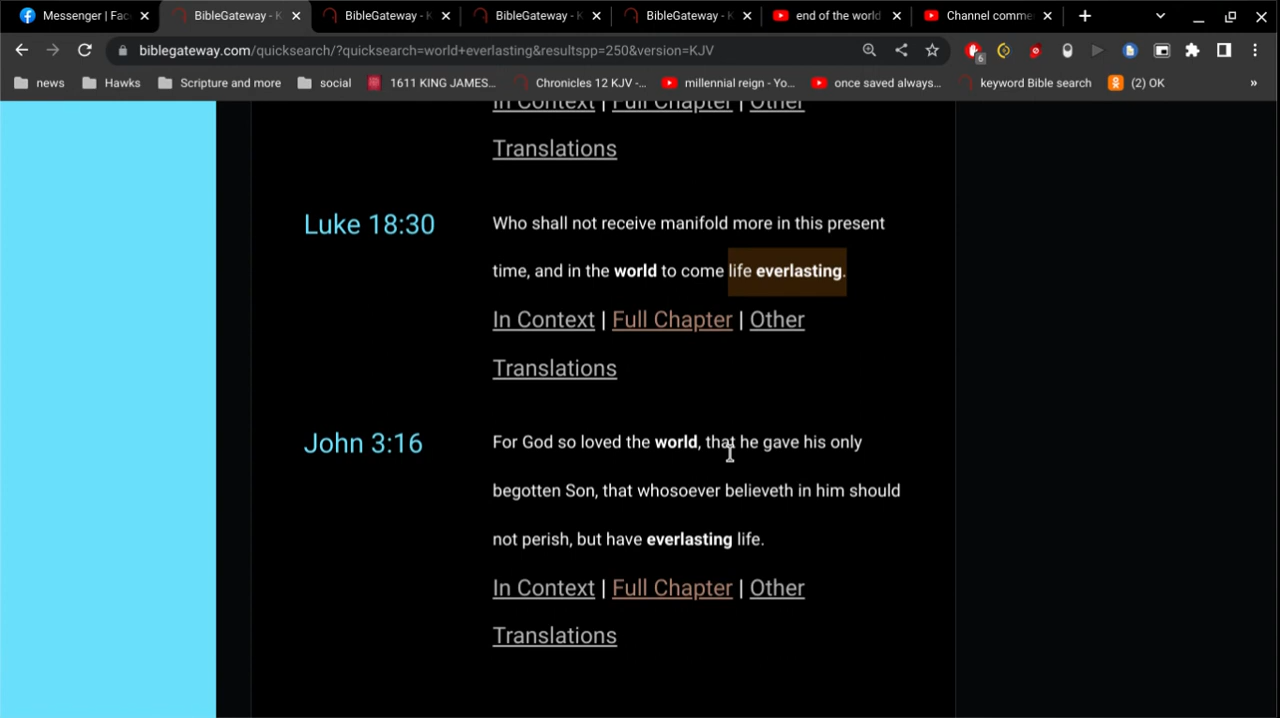 Messenger | Fac
BibleGateway - K
BibleGateway - K
BibleGateway - K
BibleGateway - K
end of the world
Channel comme
biblegateway.com/quicksearch/?quicksearch=world+everlasting&resultspp=250&version=KJV
6
news
Hawks
Scripture and more
social
1611 KING JAMES...
Chronicles 12 KJV -...
millennial reign - Yo...
once saved always...
keyword Bible search
(2) OK
»
In Context | Full Chapter | Other
Translations
Luke 18:30
Who shall not receive manifold more in this present
time, and in the world to come life everlasting.
In Context | Full Chapter | Other
Translations
John 3:16
For God so loved the world, that he gave his only
begotten Son, that whosoever believeth in him should
not perish, but have everlasting life.
In Context | Full Chapter | Other
Translations